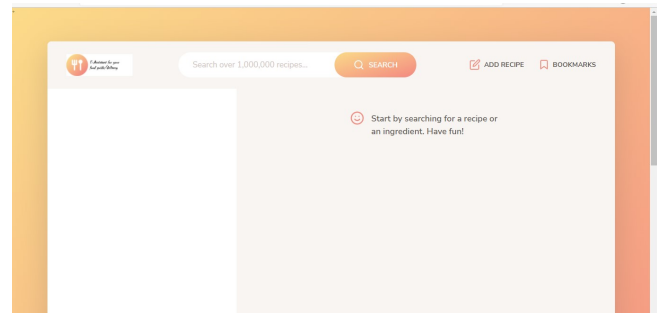 Search over 1,000,000 recipes...
SEARCH
ADD RECIPE
BOOKMARKS
Start by searching for a recipe or
an ingredient. Have fun!